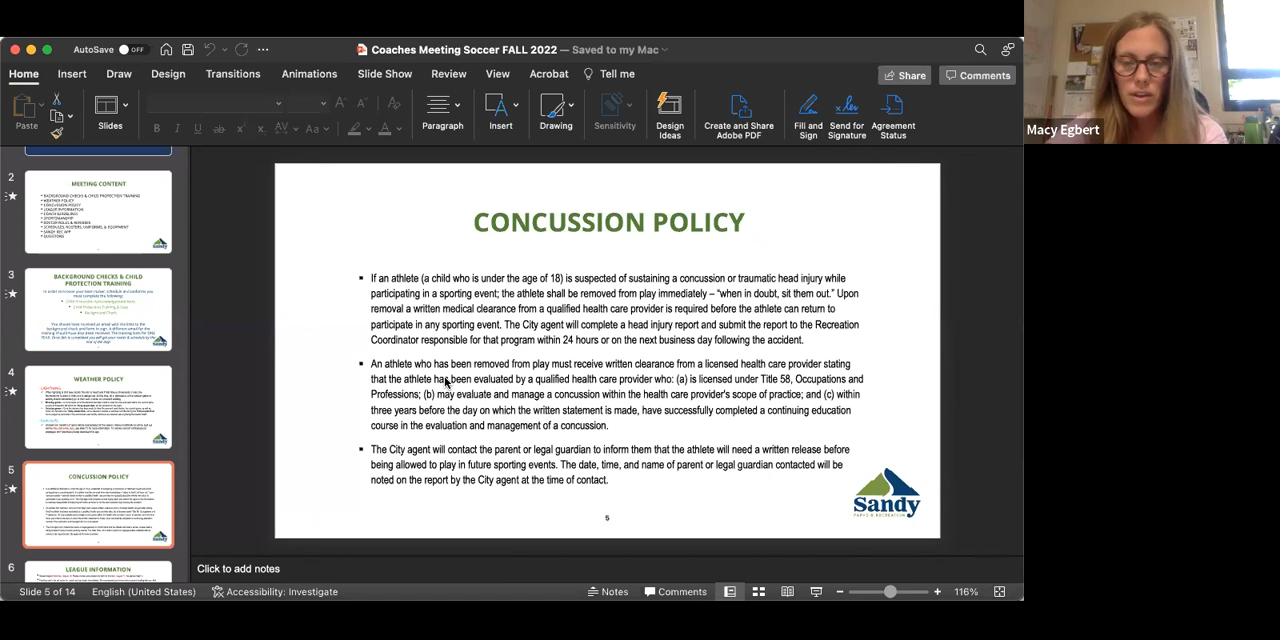 AutoSave OFF
Coaches Meeting Soccer FALL 2022 — Saved to my Mac
Home Insert Draw Design Transitions Animations Slide Show Review View Acrobat Tell me
Share Comments
Paste Slides Paragraph Insert Drawing Sensitivity Design Ideas Create and Share Adobe PDF Fill and Sign Send for Signature Agreement Status
Macy Egbert
2
MEETING CONTENT
BACKGROUND CHECKS & CHILD PROTECTION TRAINING
WEATHER POLICY
CONCUSSION POLICY
LEAGUE INFORMATION
Sandy
3
BACKGROUND CHECKS & CHILD
PROTECTION TRAINING
Sandy
4
WEATHER POLICY
Sandy
5
CONCUSSION POLICY
Sandy
6
LEAGUE INFORMATION
CONCUSSION POLICY
▪ If an athlete (a child who is under the age of 18) is suspected of sustaining a concussion or traumatic head injury while
participating in a sporting event; the athlete shall be removed from play immediately – “when in doubt, sit them out.” Upon
removal a written medical clearance from a qualified health care provider is required before the athlete can return to
participate in any sporting event. The City agent will complete a head injury report and submit the report to the Recreation
Coordinator responsible for that program within 24 hours or on the next business day following the accident.
▪ An athlete who has been removed from play must receive written clearance from a licensed health care provider stating
that the athlete has been evaluated by a qualified health care provider who: (a) is licensed under Title 58, Occupations and
Professions; (b) may evaluate and manage a concussion within the health care provider's scope of practice; and (c) within
three years before the day on which the written statement is made, have successfully completed a continuing education
course in the evaluation and management of a concussion.
▪ The City agent will contact the parent or legal guardian to inform them that the athlete will need a written release before
being allowed to play in future sporting events. The date, time, and name of parent or legal guardian contacted will be
noted on the report by the City agent at the time of contact.
Sandy
PARKS & RECREATION
5
Click to add notes
Slide 5 of 14 English (United States) Accessibility: Investigate Notes Comments 116%